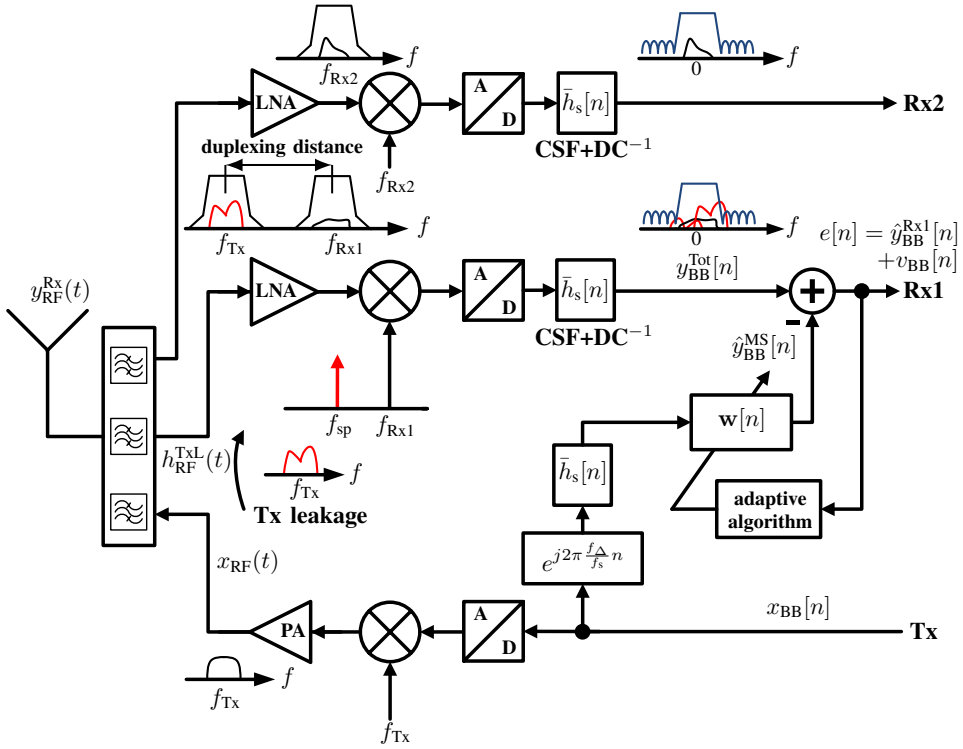 f
f_Rx2
LNA
A
D
h̄_s[n]
CSF+DC⁻¹
0
f
Rx2
f_Rx2
duplexing distance
f_Tx
f_Rx1
f
0
f
y_RF^Rx(t)
LNA
A
D
h̄_s[n]
CSF+DC⁻¹
y_BB^Tot[n]
e[n] = ŷ_BB^Rx1[n]
+v_BB[n]
+
-
Rx1
ŷ_BB^MS[n]
f_sp
f_Rx1
w[n]
h_RF^TxL(t)
f_Tx
f
Tx leakage
h̄_s[n]
adaptive
algorithm
x_RF(t)
e^{j2π (f_Δ/f_s) n}
x_BB[n]
PA
A
D
Tx
f_Tx
f
f_Tx